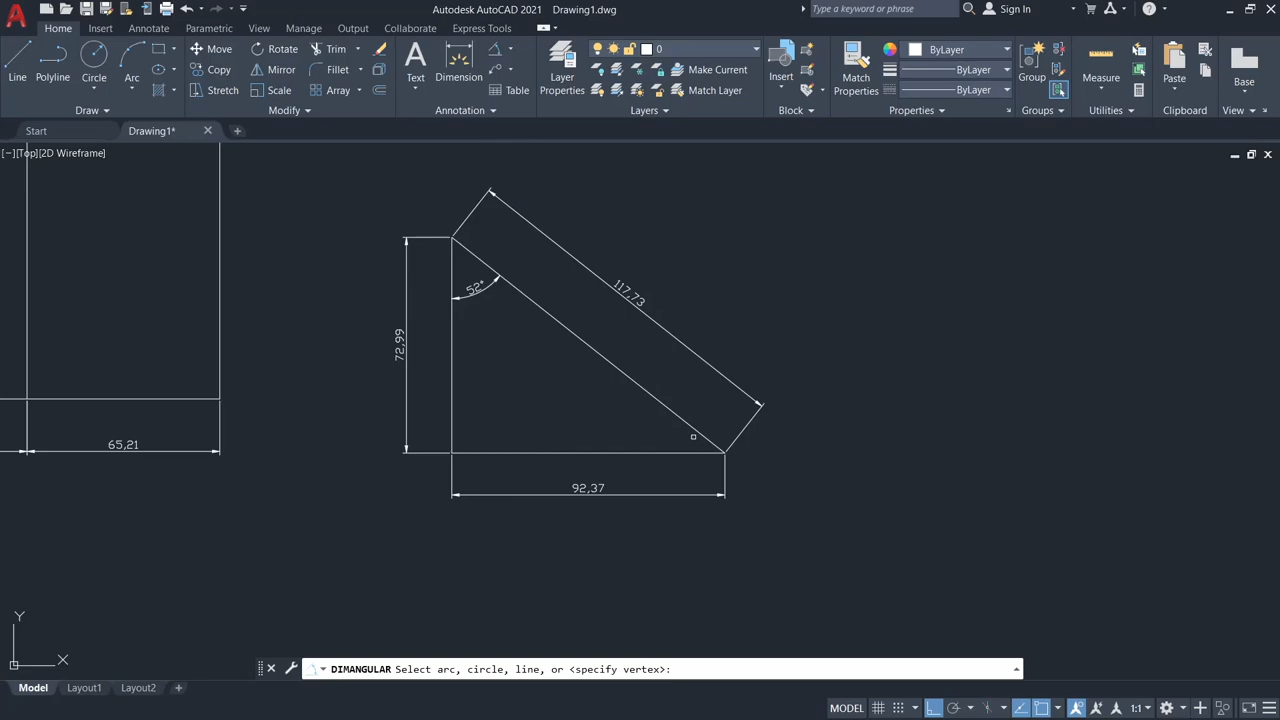 Autodesk AutoCAD 2021 Drawing1.dwg
Type a keyword or phrase
Sign In
Home Insert Annotate Parametric View Manage Output Collaborate Express Tools
Line Polyline Circle Arc
Move Rotate Trim
Copy Mirror Fillet
Stretch Scale Array
Text Dimension Table
Layer Properties
0
Make Current
Match Layer
Insert
Match Properties
ByLayer
ByLayer
ByLayer
Group
Measure
Paste
Base
Draw Modify Annotation Layers Block Properties Groups Utilities Clipboard View
Start Drawing1*
[−][Top][2D Wireframe]
117,73
52°
72,99
65,21
92,37
Y
X
DIMANGULAR Select arc, circle, line, or <specify vertex>:
Model Layout1 Layout2 +
MODEL 1:1